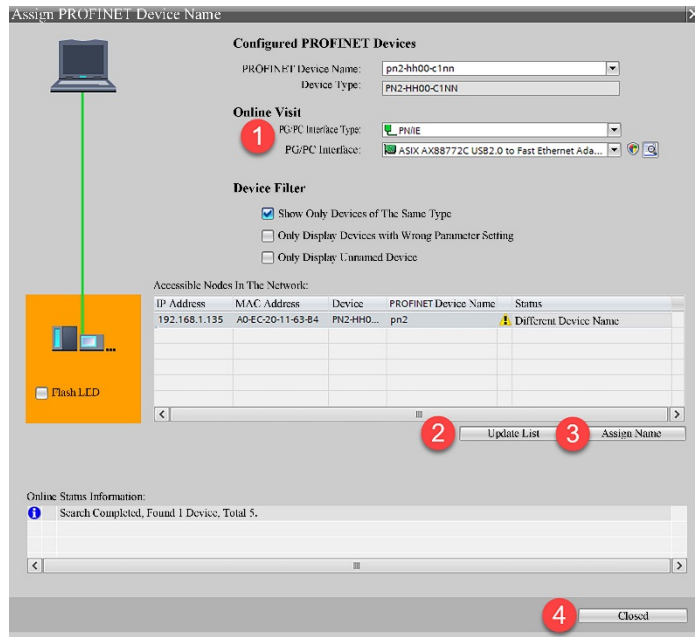 Assign PROFINET Device Name
Configured PROFINET Devices
PROFINET Device Name: pn2-hh00-c1nn
Device Type: PN2-HH00-C1NN
Online Visit
1
PG/PC Interface Type: PN/IE
PG/PC Interface: ASIX AX88772C USB2.0 to Fast Ethernet Ada...
Device Filter
Show Only Devices of The Same Type
Only Display Devices with Wrong Parameter Setting
Only Display Unnamed Device
Accessible Nodes In The Network:
IP Address MAC Address Device PROFINET Device Name Status
192.168.1.135 A0-EC-20-11-63-B4 PN2-HH0... pn2 Different Device Name
Flash LED
2 Update List 3 Assign Name
Online Status Information:
Search Completed, Found 1 Device, Total 5.
4 Closed